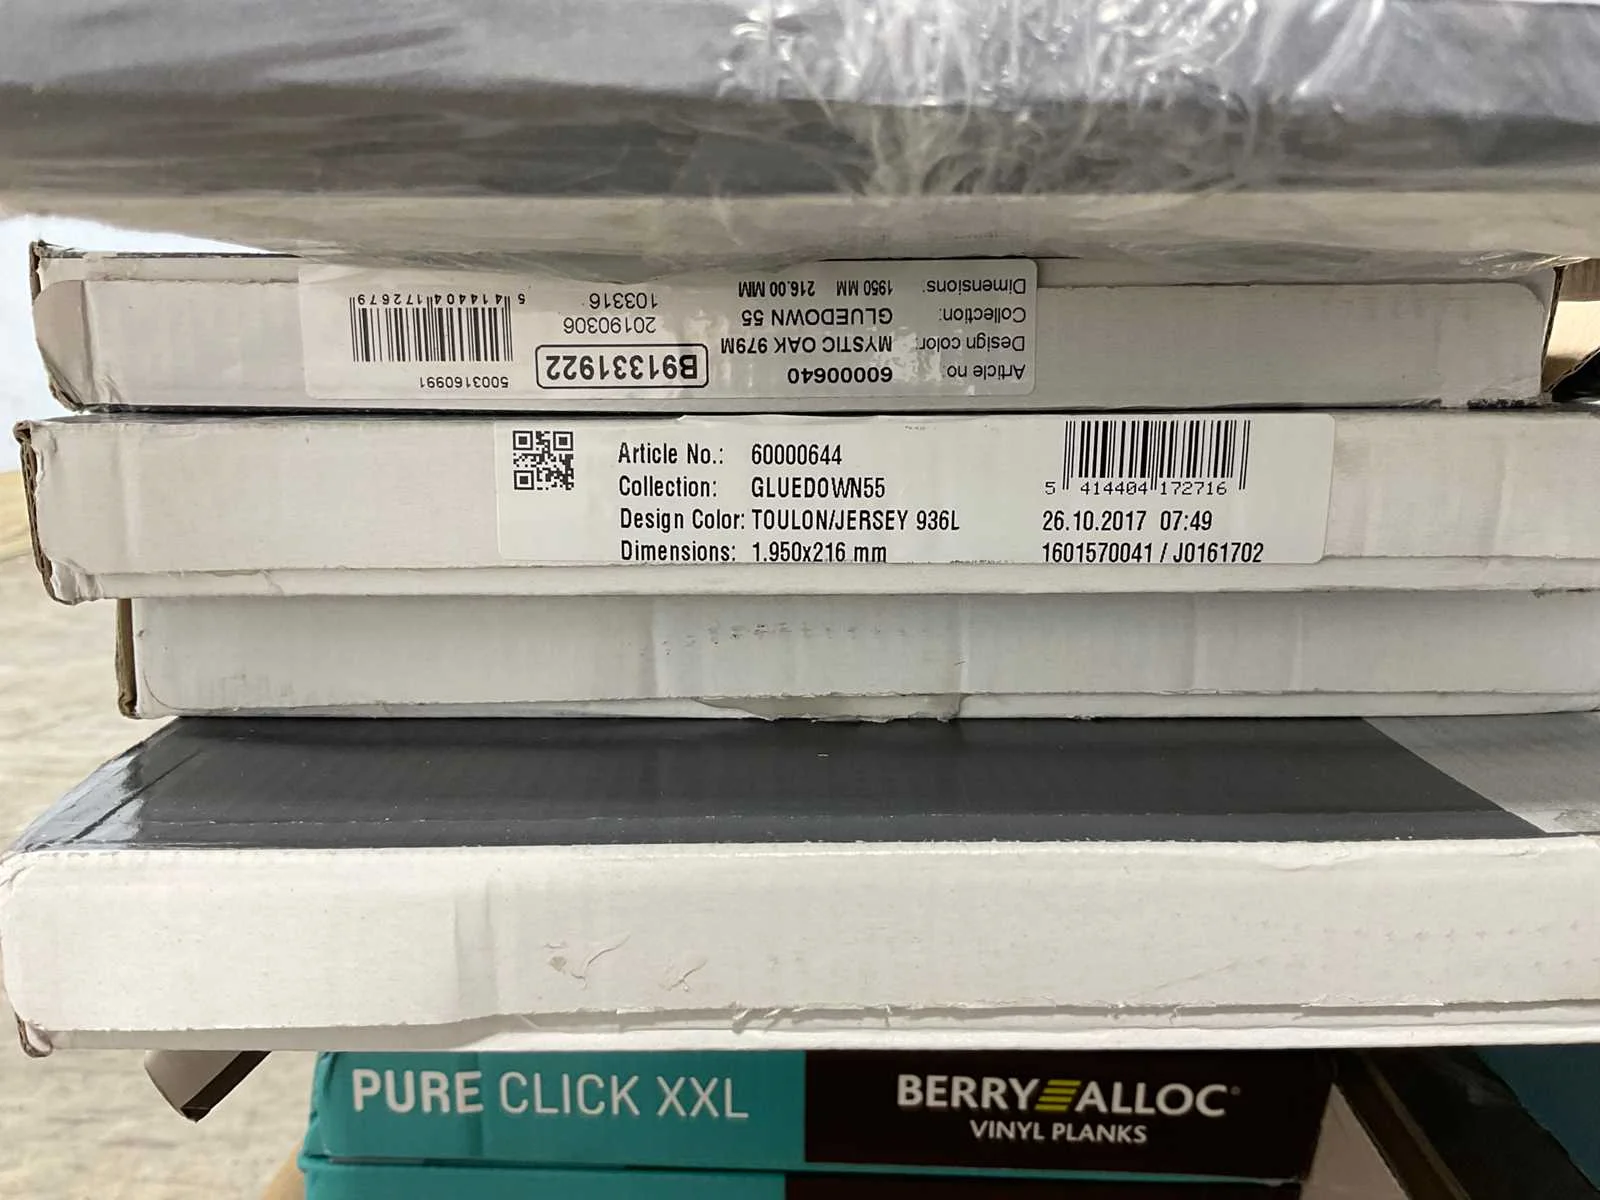 5003160991
B91331922
20190306
103316
5 414404 172679
Article no: 60000640
Design color: MYSTIC OAK 979M
Collection: GLUEDOWN 55
Dimensions: 1950 MM 216.00 MM
Article No.: 60000644
Collection: GLUEDOWN55
Design Color: TOULON/JERSEY 936L
Dimensions: 1.950x216 mm
5 414404 172716
26.10.2017 07:49
1601570041 / J0161702
PURE CLICK XXL
BERRY ALLOC
VINYL PLANKS